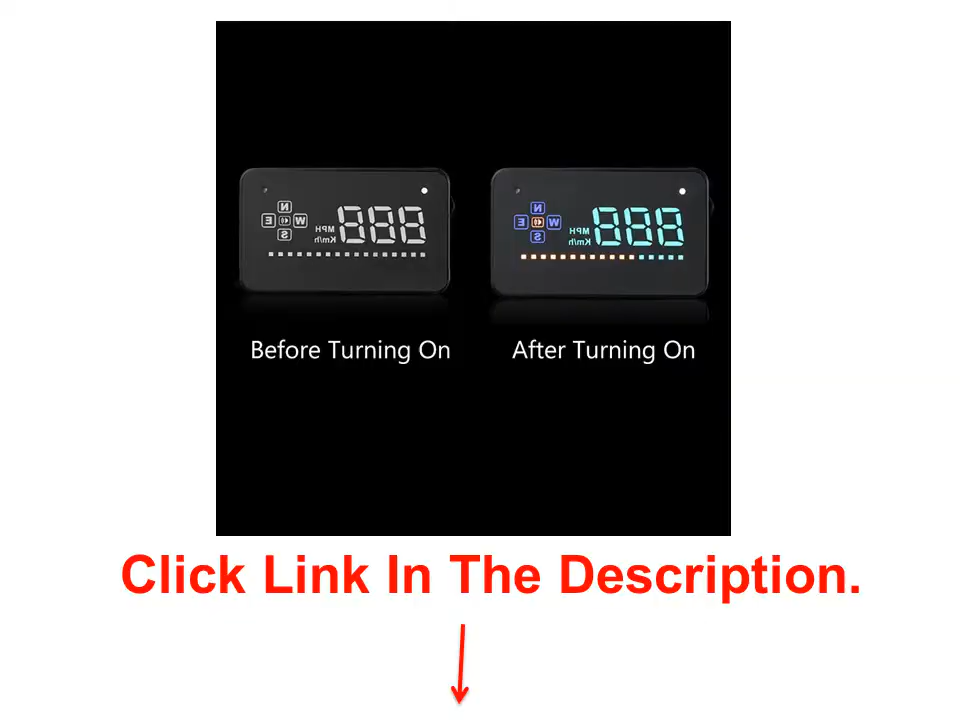 N
E W
S
MPH
Km/h
888
N
E W
S
MPH
Km/h
888
Before Turning On
After Turning On
Click Link In The Description.